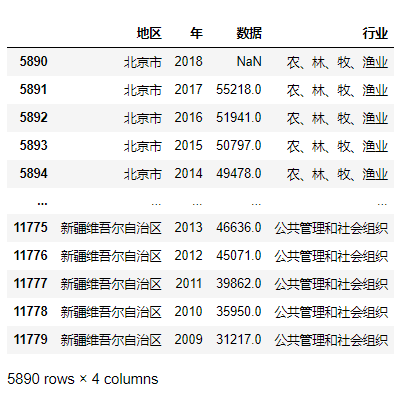 地区 年 数据 行业
5890 北京市 2018 NaN 农、林、牧、渔业
5891 北京市 2017 55218.0 农、林、牧、渔业
5892 北京市 2016 51941.0 农、林、牧、渔业
5893 北京市 2015 50797.0 农、林、牧、渔业
5894 北京市 2014 49478.0 农、林、牧、渔业
... ... ... ... ...
11775 新疆维吾尔自治区 2013 46636.0 公共管理和社会组织
11776 新疆维吾尔自治区 2012 45071.0 公共管理和社会组织
11777 新疆维吾尔自治区 2011 39862.0 公共管理和社会组织
11778 新疆维吾尔自治区 2010 35950.0 公共管理和社会组织
11779 新疆维吾尔自治区 2009 31217.0 公共管理和社会组织
5890 rows × 4 columns